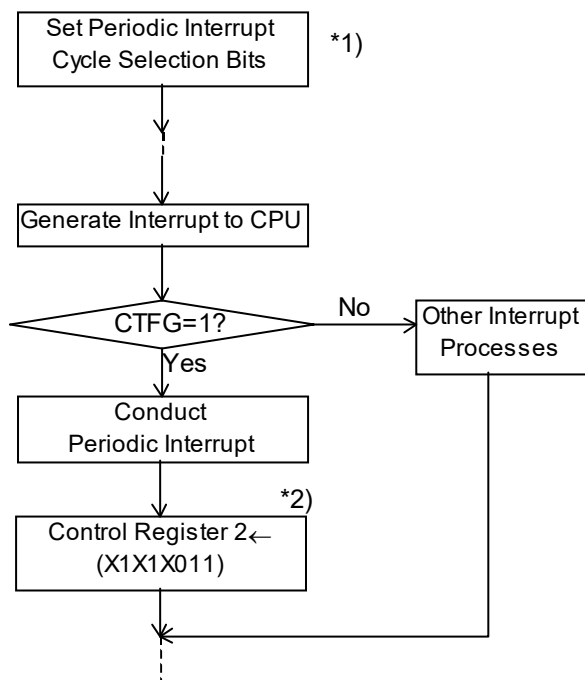 Set Periodic Interrupt
Cycle Selection Bits
*1)
Generate Interrupt to CPU
CTFG=1?
No
Other Interrupt
Processes
Yes
Conduct
Periodic Interrupt
*2)
Control Register 2←
(X1X1X011)